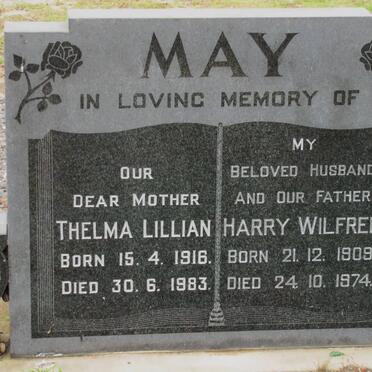 MAY
IN LOVING MEMORY OF
OUR
DEAR MOTHER
THELMA LILLIAN
BORN 15.4.1916.
DIED 30.6.1983.
MY
BELOVED HUSBAND
AND OUR FATHER
HARRY WILFRE
BORN 21.12.1909
DIED 24.10.1974.